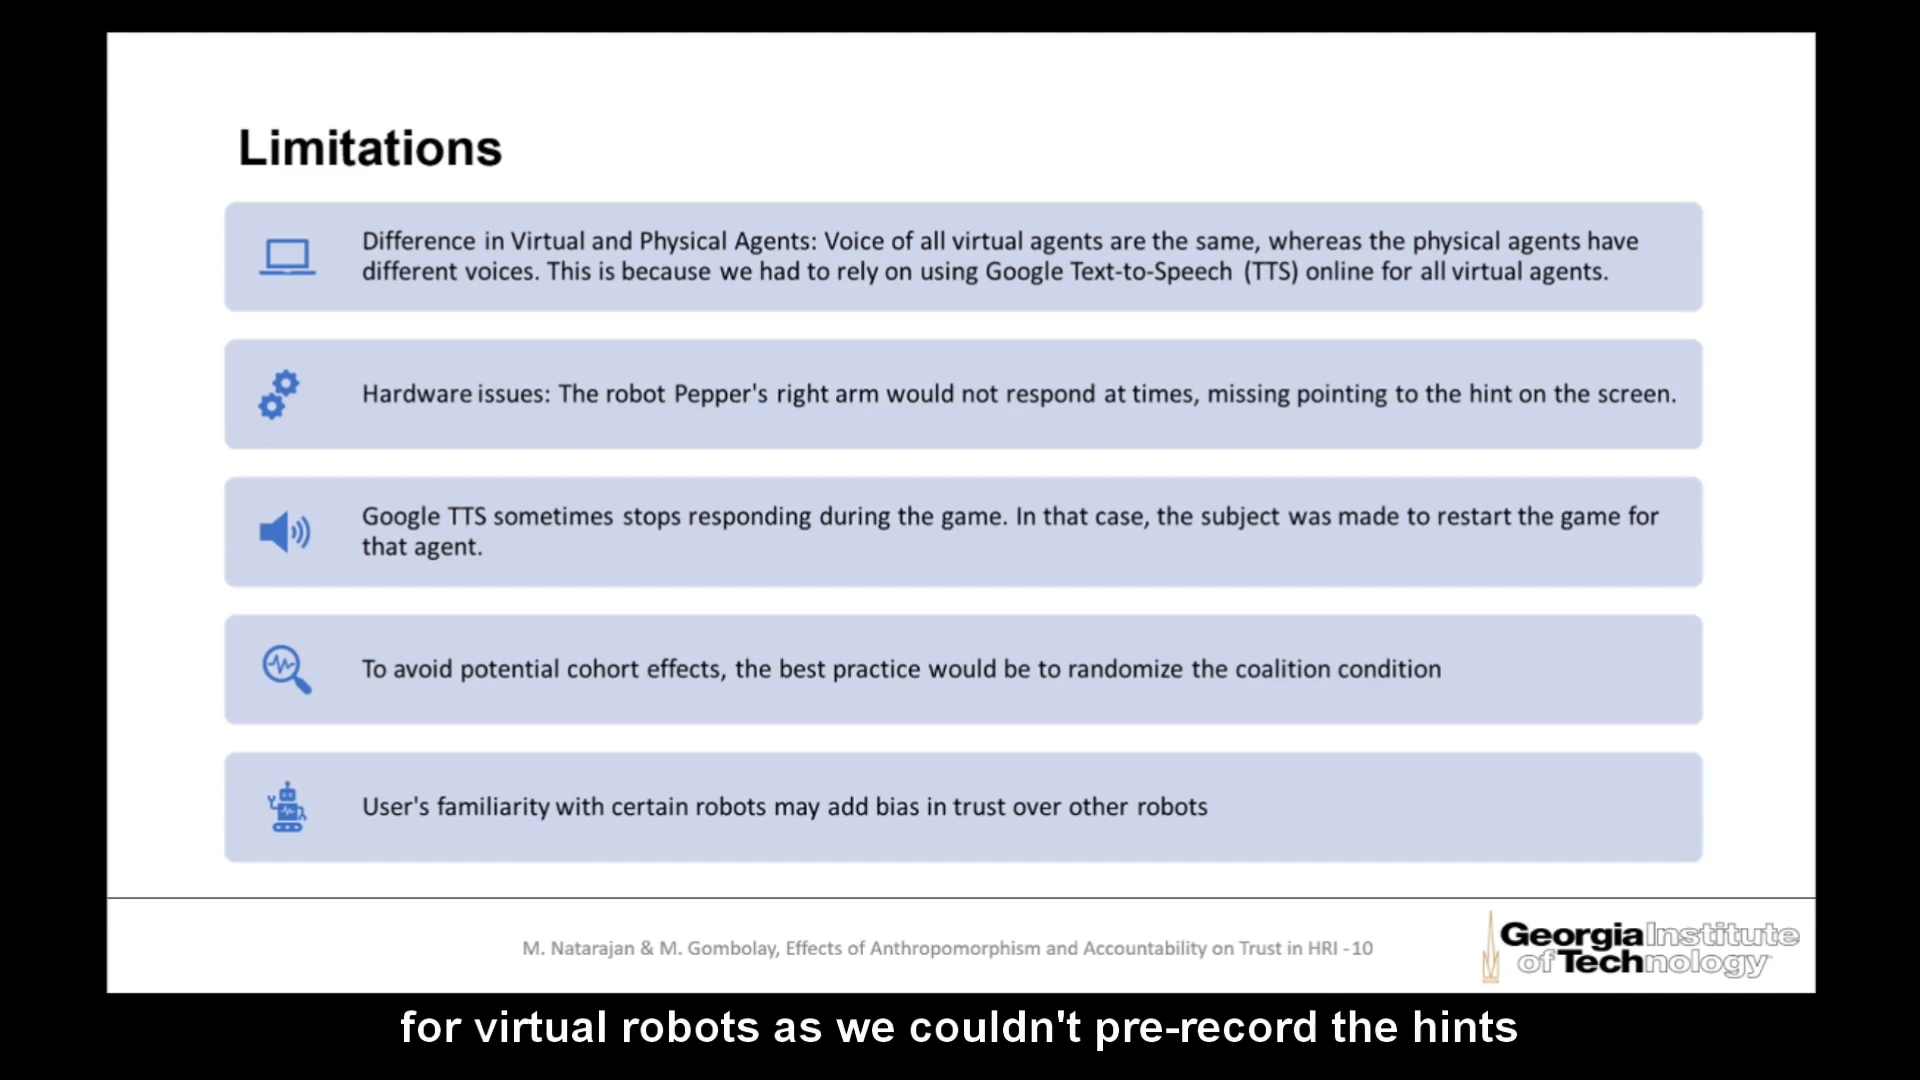 Limitations
Difference in Virtual and Physical Agents: Voice of all virtual agents are the same, whereas the physical agents have
different voices. This is because we had to rely on using Google Text-to-Speech (TTS) online for all virtual agents.
Hardware issues: The robot Pepper's right arm would not respond at times, missing pointing to the hint on the screen.
Google TTS sometimes stops responding during the game. In that case, the subject was made to restart the game for
that agent.
To avoid potential cohort effects, the best practice would be to randomize the coalition condition
User's familiarity with certain robots may add bias in trust over other robots
M. Natarajan & M. Gombolay, Effects of Anthropomorphism and Accountability on Trust in HRI - 10
Georgia Institute
of Technology
for virtual robots as we couldn't pre-record the hints